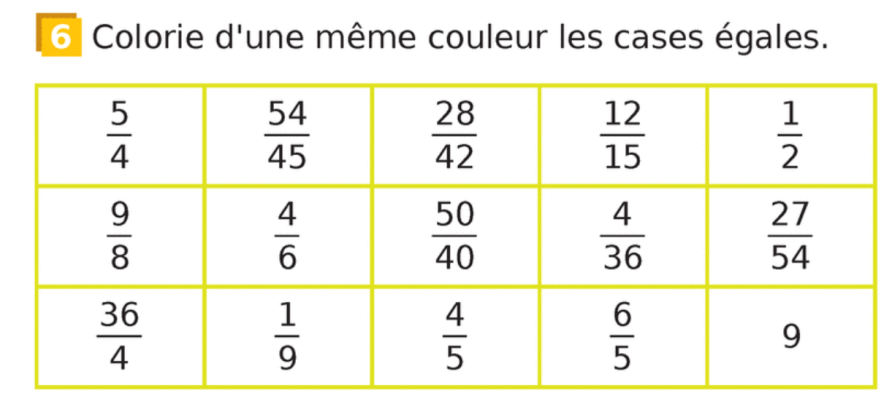 6 Colorie d'une même couleur les cases égales.
5/4 54/45 28/42 12/15 1/2
9/8 4/6 50/40 4/36 27/54
36/4 1/9 4/5 6/5 9